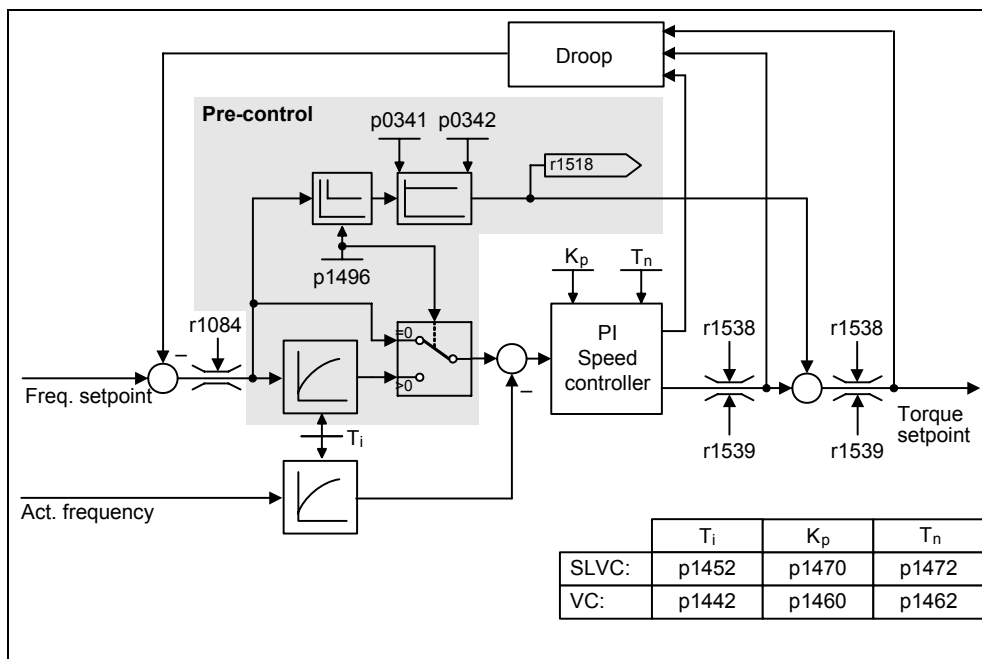 Droop
Pre-control
p0341
p0342
r1518
p1496
Kp
Tn
r1084
=0
PI
Speed
controller
r1538
r1538
>0
Freq. setpoint
Torque
setpoint
Ti
r1539
r1539
Act. frequency
Ti Kp Tn
SLVC: p1452 p1470 p1472
VC: p1442 p1460 p1462